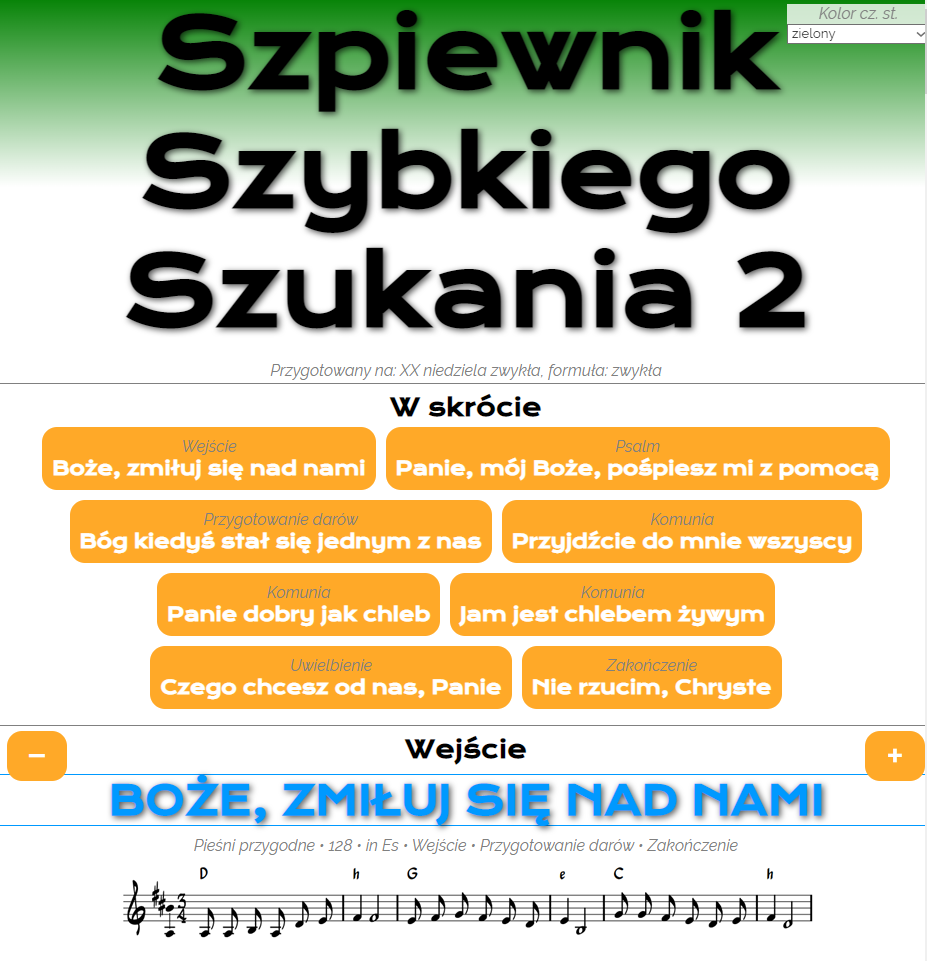 Kolor cz. st.
zielony
Szpiewnik
Szybkiego
Szukania 2
Przygotowany na: XX niedziela zwykła, formuła: zwykła
W skrócie
Wejście
Boże, zmiłuj się nad nami
Psalm
Panie, mój Boże, pośpiesz mi z pomocą
Przygotowanie darów
Bóg kiedyś stał się jednym z nas
Komunia
Przyjdźcie do mnie wszyscy
Komunia
Panie dobry jak chleb
Komunia
Jam jest chlebem żywym
Uwielbienie
Czego chcesz od nas, Panie
Zakończenie
Nie rzucim, Chryste
−
Wejście
+
BOŻE, ZMIŁUJ SIĘ NAD NAMI
Pieśni przygodne • 128 • in Es • Wejście • Przygotowanie darów • Zakończenie
D h G e C h
3
4